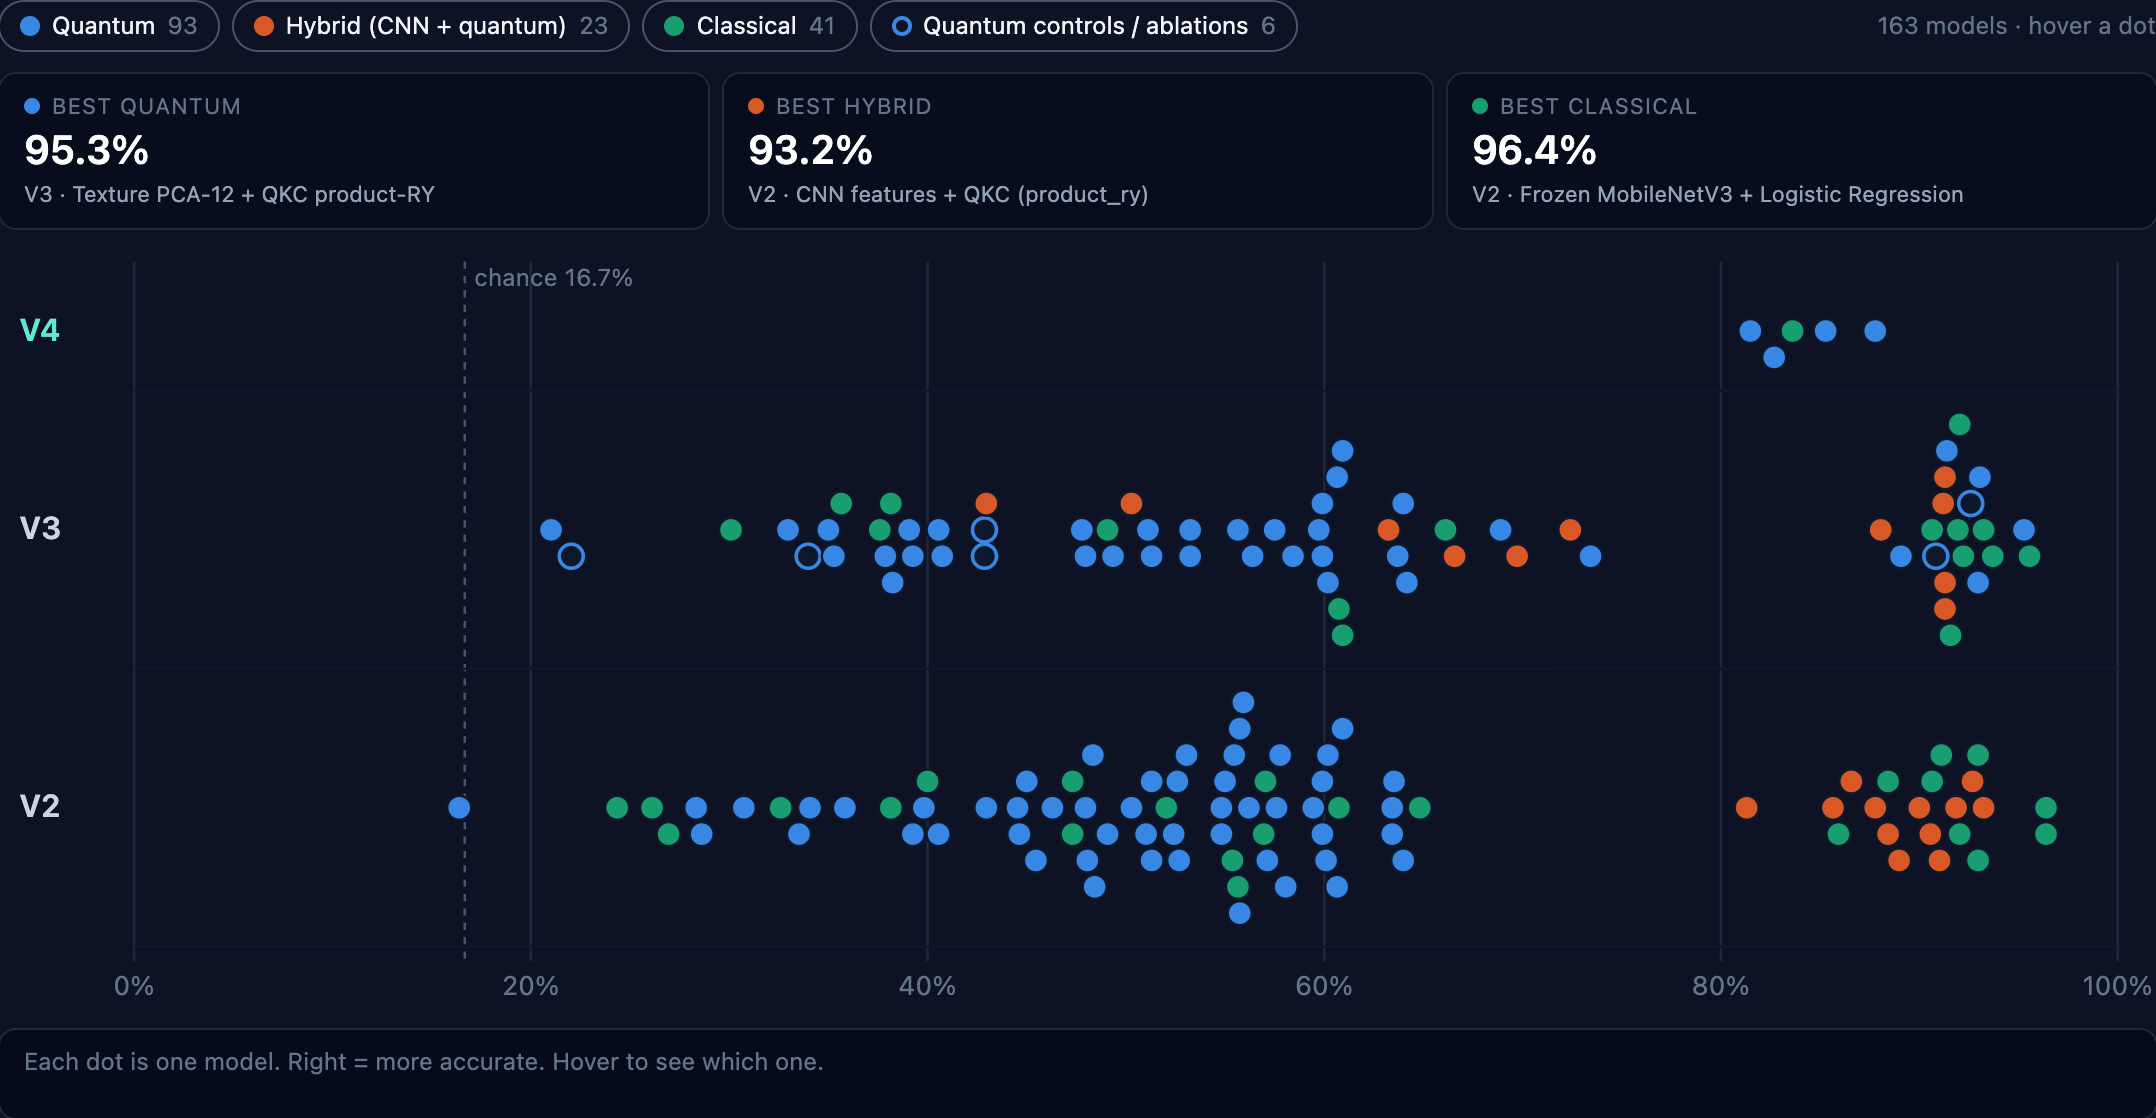 Quantum 93 Hybrid (CNN + quantum) 23 Classical 41 Quantum controls / ablations 6 163 models · hover a dot
BEST QUANTUM
95.3%
V3 · Texture PCA-12 + QKC product-RY
BEST HYBRID
93.2%
V2 · CNN features + QKC (product_ry)
BEST CLASSICAL
96.4%
V2 · Frozen MobileNetV3 + Logistic Regression
chance 16.7%
V4
V3
V2
0% 20% 40% 60% 80% 100%
Each dot is one model. Right = more accurate. Hover to see which one.